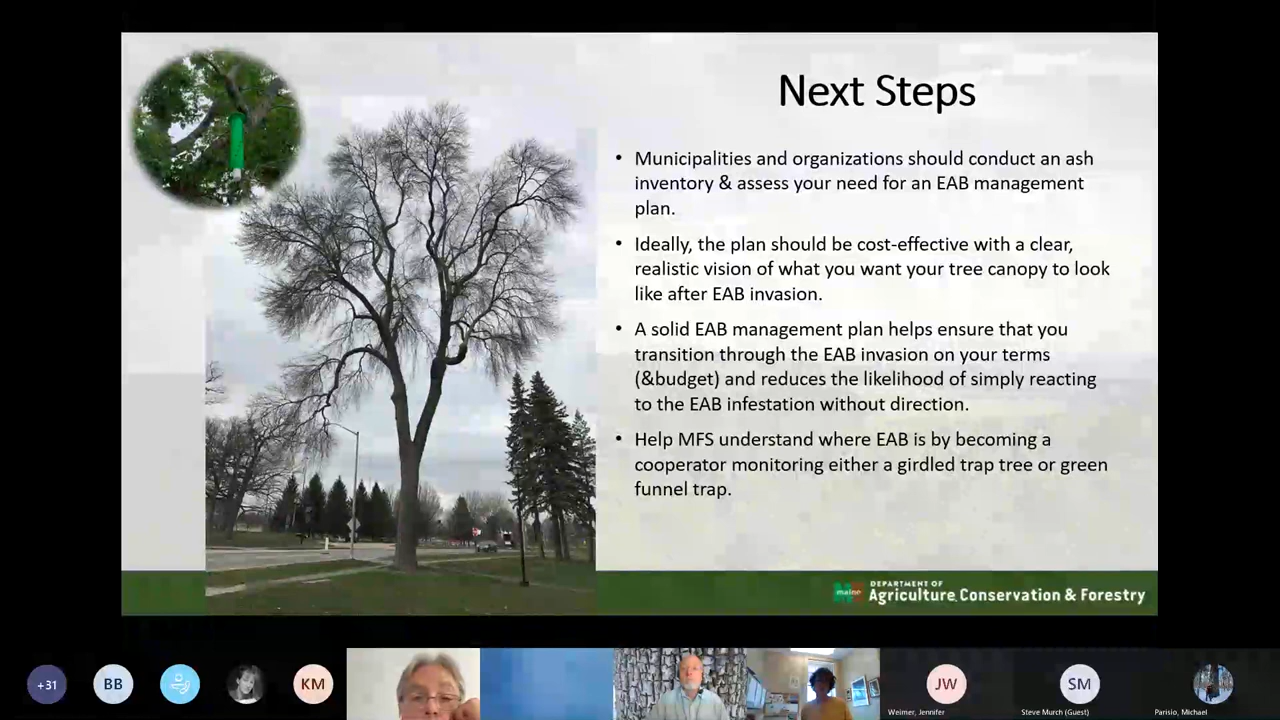 Next Steps
• Municipalities and organizations should conduct an ash
inventory & assess your need for an EAB management
plan.
• Ideally, the plan should be cost-effective with a clear,
realistic vision of what you want your tree canopy to look
like after EAB invasion.
• A solid EAB management plan helps ensure that you
transition through the EAB invasion on your terms
(&budget) and reduces the likelihood of simply reacting
to the EAB infestation without direction.
• Help MFS understand where EAB is by becoming a
cooperator monitoring either a girdled trap tree or green
funnel trap.
maine
DEPARTMENT OF
Agriculture, Conservation & Forestry
+31
BB
KM
JW
SM
Weimer, Jennifer
Steve Murch (Guest)
Parisio, Michael